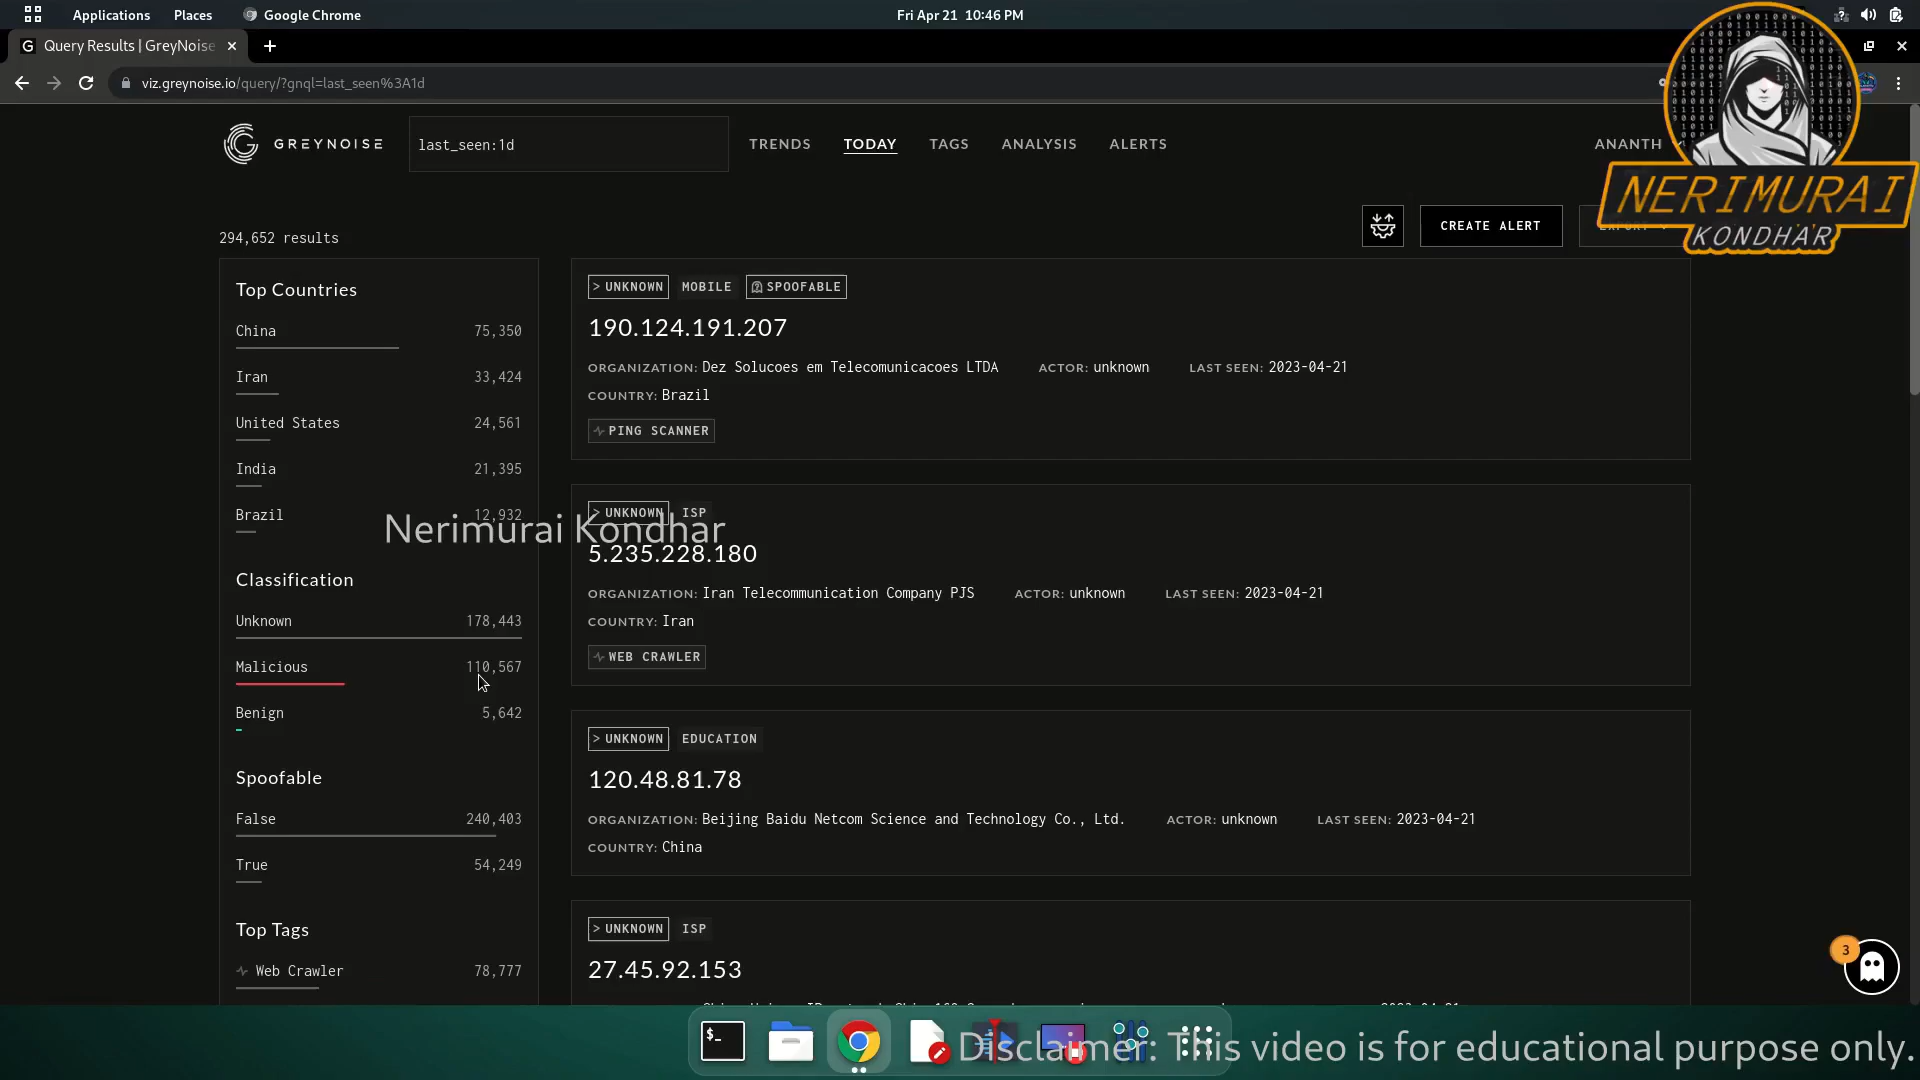 Applications Places Google Chrome Fri Apr 21 10:46 PM
Query Results | GreyNoise
viz.greynoise.io/query/?gnql=last_seen%3A1d
GREYNOISE last_seen:1d TRENDS TODAY TAGS ANALYSIS ALERTS ANANTH
NERIMURAI
KONDHAR
294,652 results
CREATE ALERT
EXPORT
Top Countries
China 75,350
Iran 33,424
United States 24,561
India 21,395
Brazil 12,932
Classification
Unknown 178,443
Malicious 110,567
Benign 5,642
Spoofable
False 240,403
True 54,249
Top Tags
Web Crawler 78,777
> UNKNOWN MOBILE SPOOFABLE
190.124.191.207
ORGANIZATION: Dez Solucoes em Telecomunicacoes LTDA ACTOR: unknown LAST SEEN: 2023-04-21
COUNTRY: Brazil
PING SCANNER
> UNKNOWN ISP
Nerimurai Kondhar
5.235.228.180
ORGANIZATION: Iran Telecommunication Company PJS ACTOR: unknown LAST SEEN: 2023-04-21
COUNTRY: Iran
WEB CRAWLER
> UNKNOWN EDUCATION
120.48.81.78
ORGANIZATION: Beijing Baidu Netcom Science and Technology Co., Ltd. ACTOR: unknown LAST SEEN: 2023-04-21
COUNTRY: China
> UNKNOWN ISP
27.45.92.153
3
$-
Disclaimer: This video is for educational purpose only.